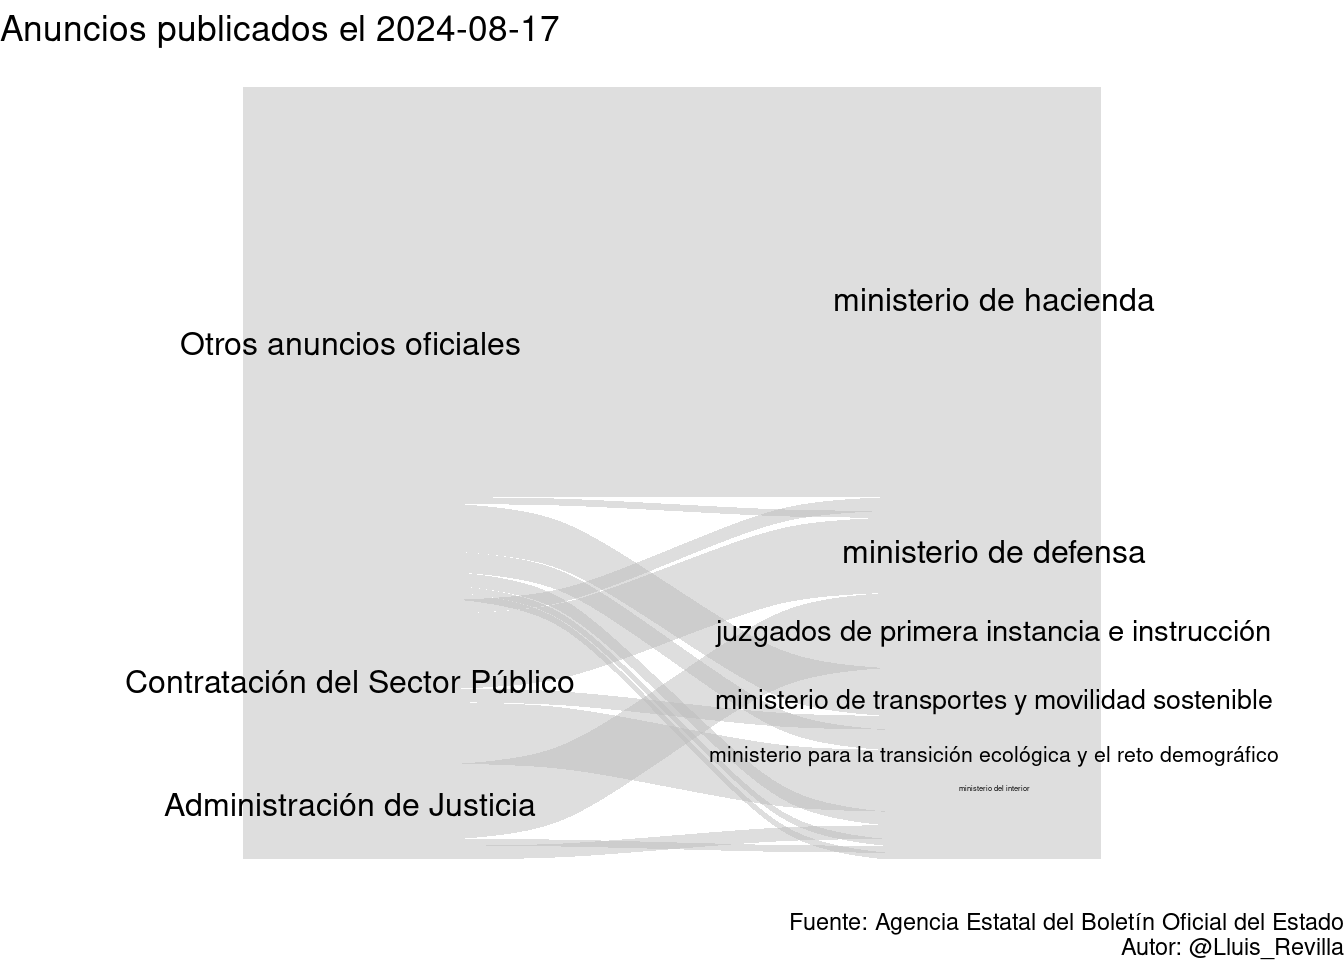 Anuncios publicados el 2024-08-17
ministerio de hacienda
Otros anuncios oficiales
ministerio de defensa
juzgados de primera instancia e instrucción
Contratación del Sector Público
ministerio de transportes y movilidad sostenible
ministerio para la transición ecológica y el reto demográfico
ministerio del interior
Administración de Justicia
Fuente: Agencia Estatal del Boletín Oficial del Estado
Autor: @Lluis_Revilla